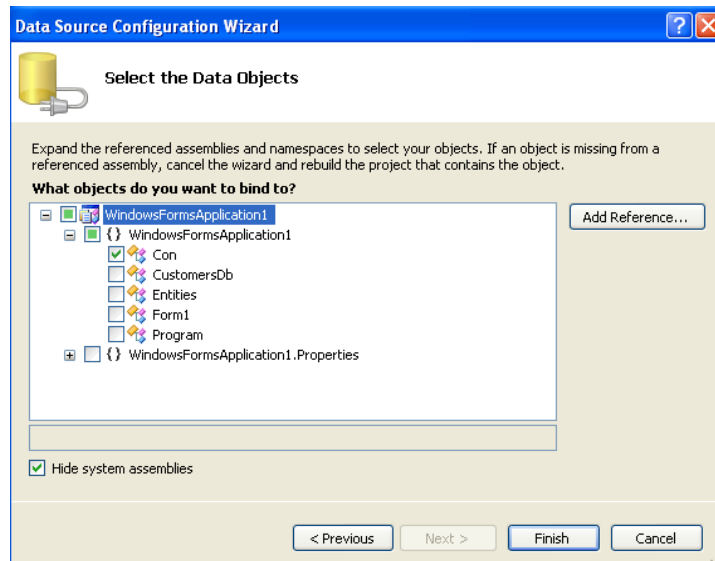 Data Source Configuration Wizard
Select the Data Objects
Expand the referenced assemblies and namespaces to select your objects. If an object is missing from a
referenced assembly, cancel the wizard and rebuild the project that contains the object.
What objects do you want to bind to?
WindowsFormsApplication1
Add Reference...
{} WindowsFormsApplication1
Con
CustomersDb
Entities
Form1
Program
{} WindowsFormsApplication1.Properties
Hide system assemblies
< Previous
Next >
Finish
Cancel